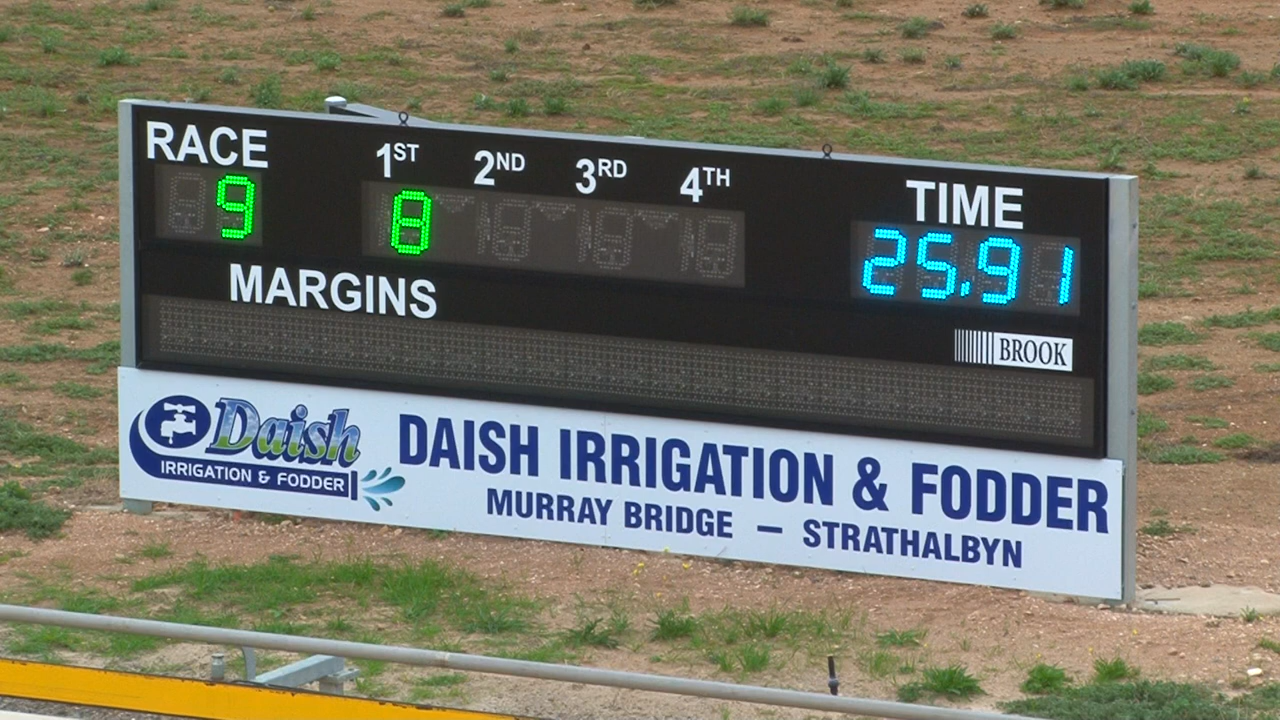 RACE 1ST 2ND 3RD 4TH TIME
9 8 25.91
MARGINS
BROOK
Daish
IRRIGATION & FODDER
DAISH IRRIGATION & FODDER
MURRAY BRIDGE – STRATHALBYN